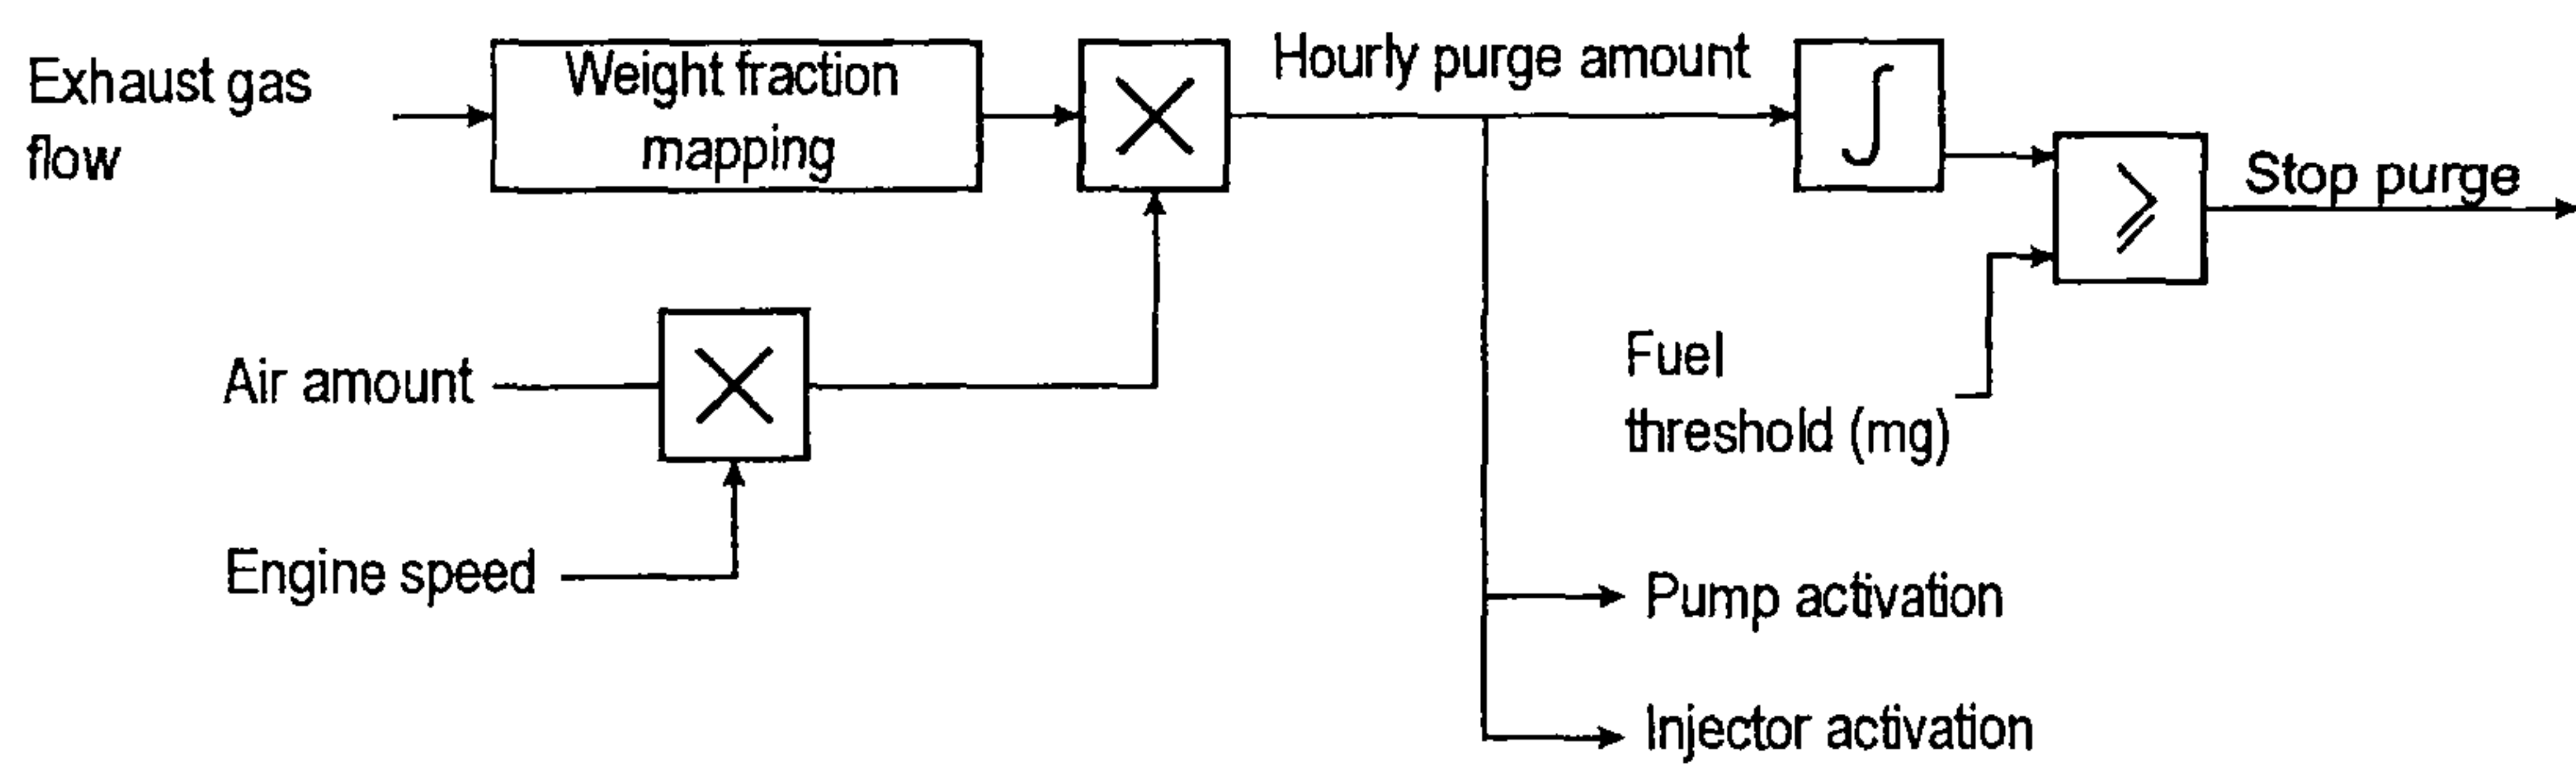 Exhaust gas
flow
Weight fraction
mapping
Hourly purge amount
Stop purge
Air amount
Fuel
threshold (mg)
Engine speed
Pump activation
Injector activation